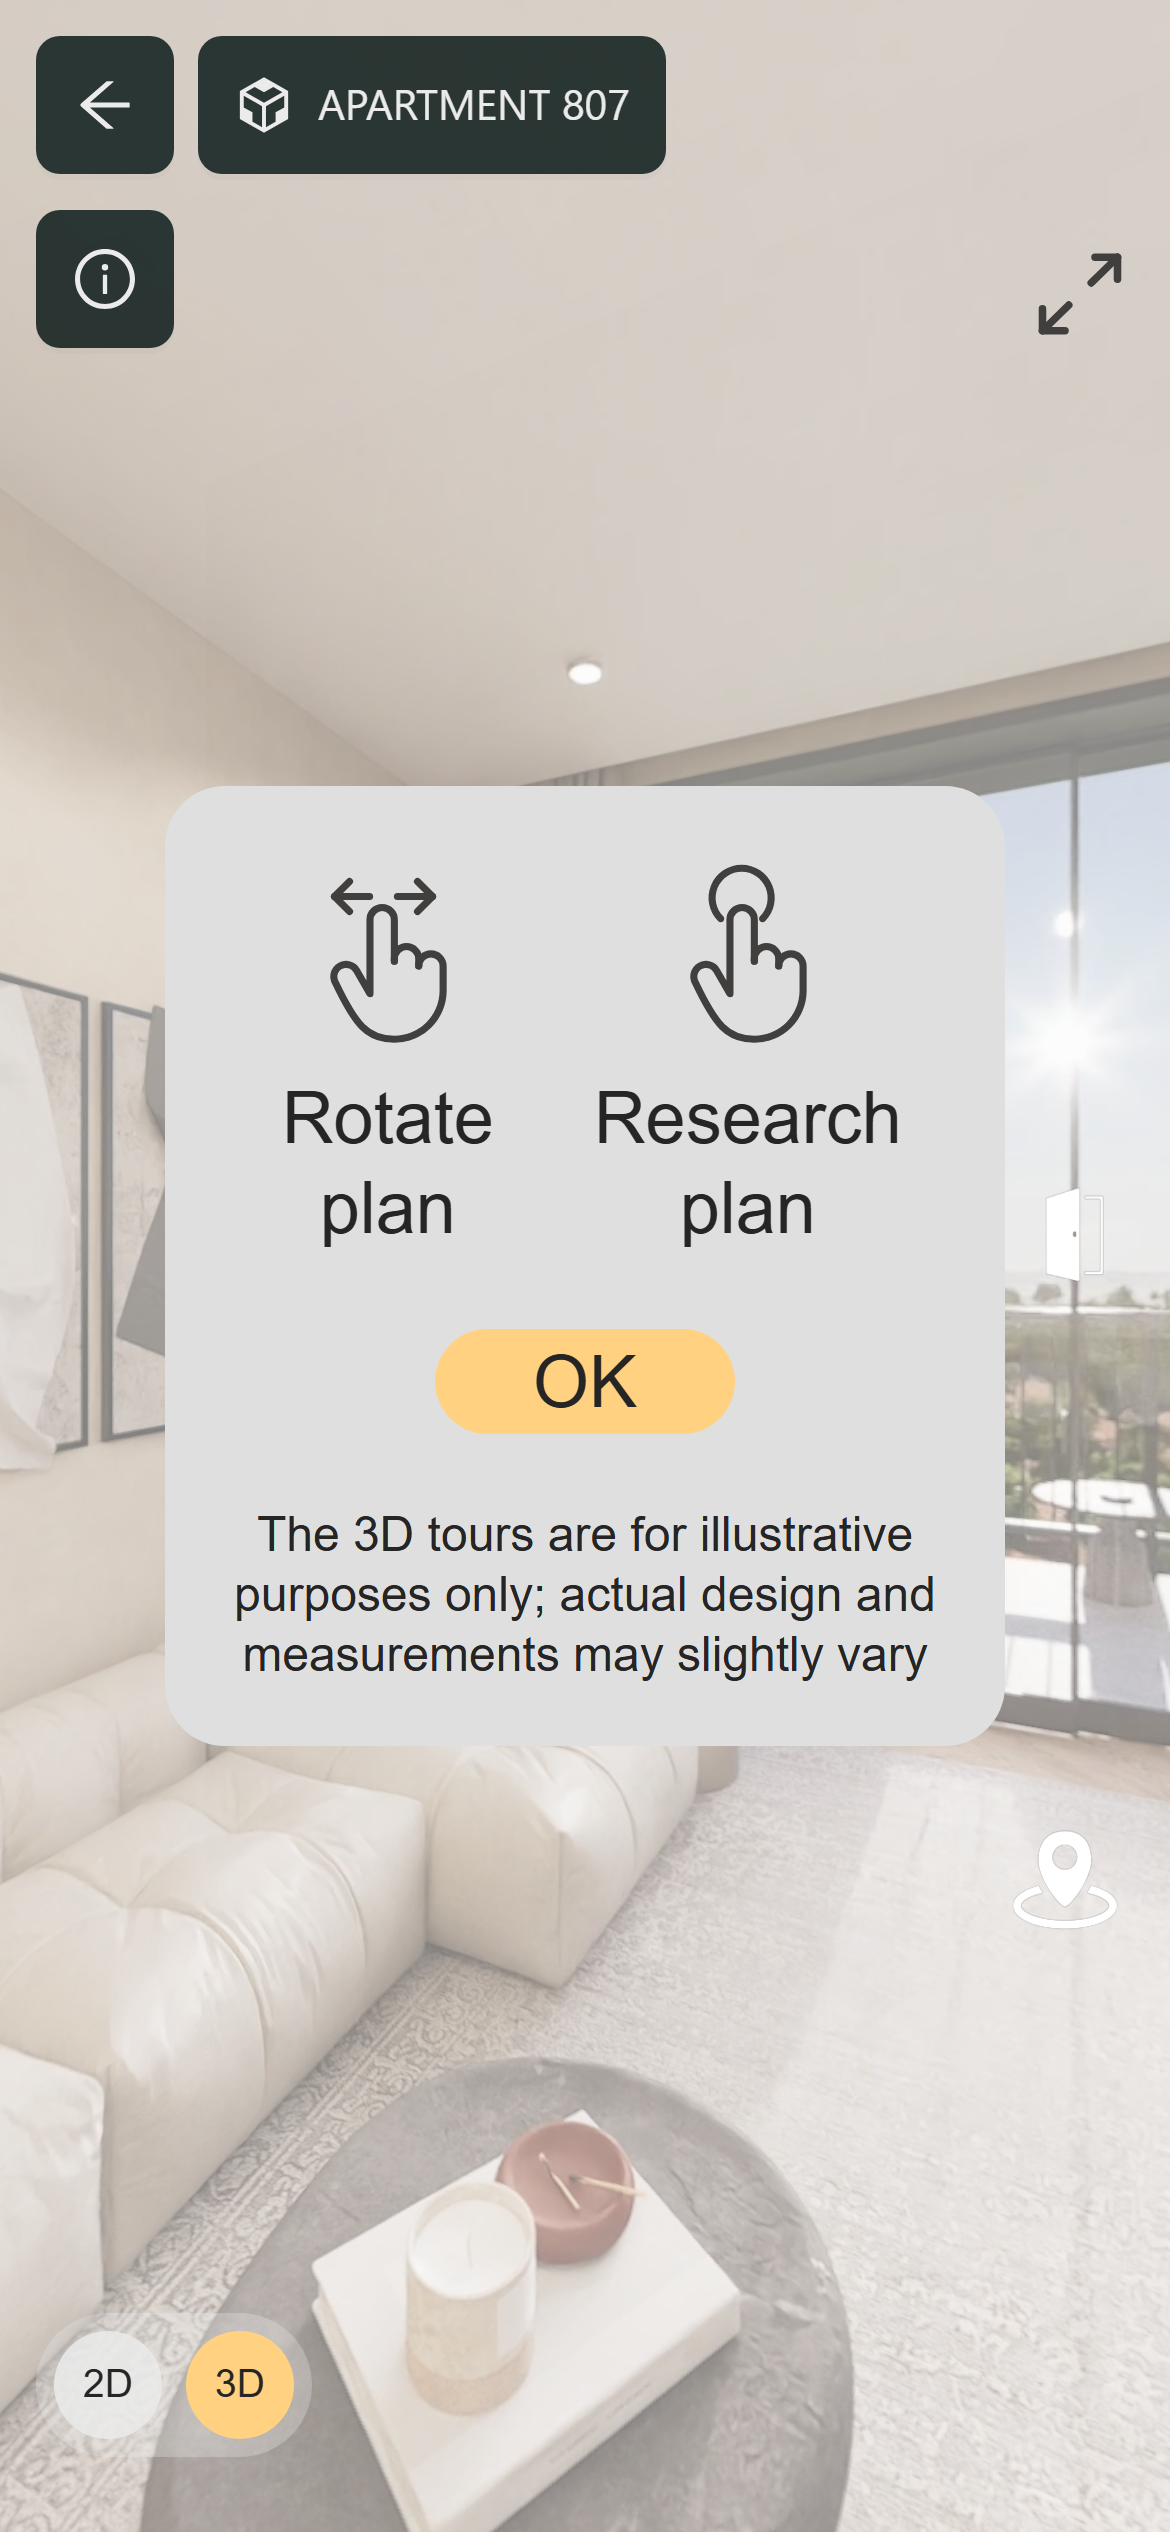 APARTMENT 807
Rotate
plan
Research
plan
OK
The 3D tours are for illustrative
purposes only; actual design and
measurements may slightly vary
2D
3D